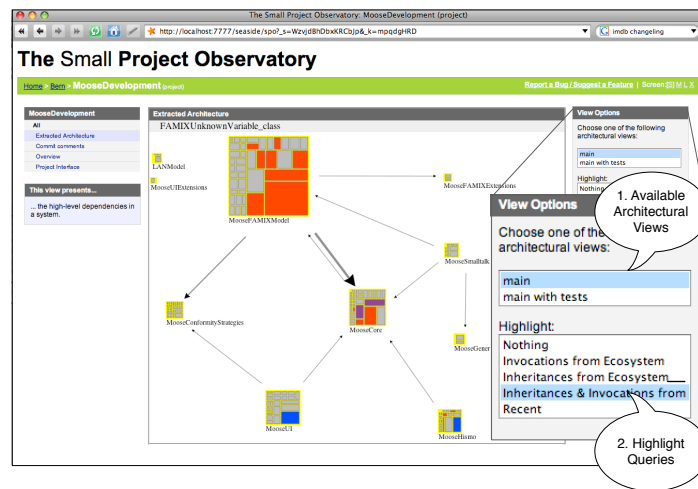 The Small Project Observatory: MooseDevelopment (project)
http://localhost:7777/seaside/spo?_s=WzvjdBhDbxKRCbJp&_k=mpqdgHRD
imdb changeling
The Small Project Observatory
Home > Bern > MooseDevelopment (project)
Report a Bug / Suggest a Feature | Screen:[S] M L X
MooseDevelopment
All
Extracted Architecture
Commit comments
Overview
Project Interface
This view presents...
... the high-level dependencies in
a system.
Extracted Architecture
FAMIXUnknownVariable_class
LANModel
MooseUIExtensions
MooseFAMIXModel
MooseFAMIXExtensions
MooseSmalltalk
MooseConformityStrategies
MooseCore
MooseGener
MooseUI
MooseHismo
View Options
Choose one of the following
architectural views:
main
main with tests
Highlight:
Nothing
View Options
Choose one of the
architectural views:
main
main with tests
Highlight:
Nothing
Invocations from Ecosystem
Inheritances from Ecosystem
Inheritances & Invocations from
Recent
1. Available
Architectural
Views
2. Highlight
Queries